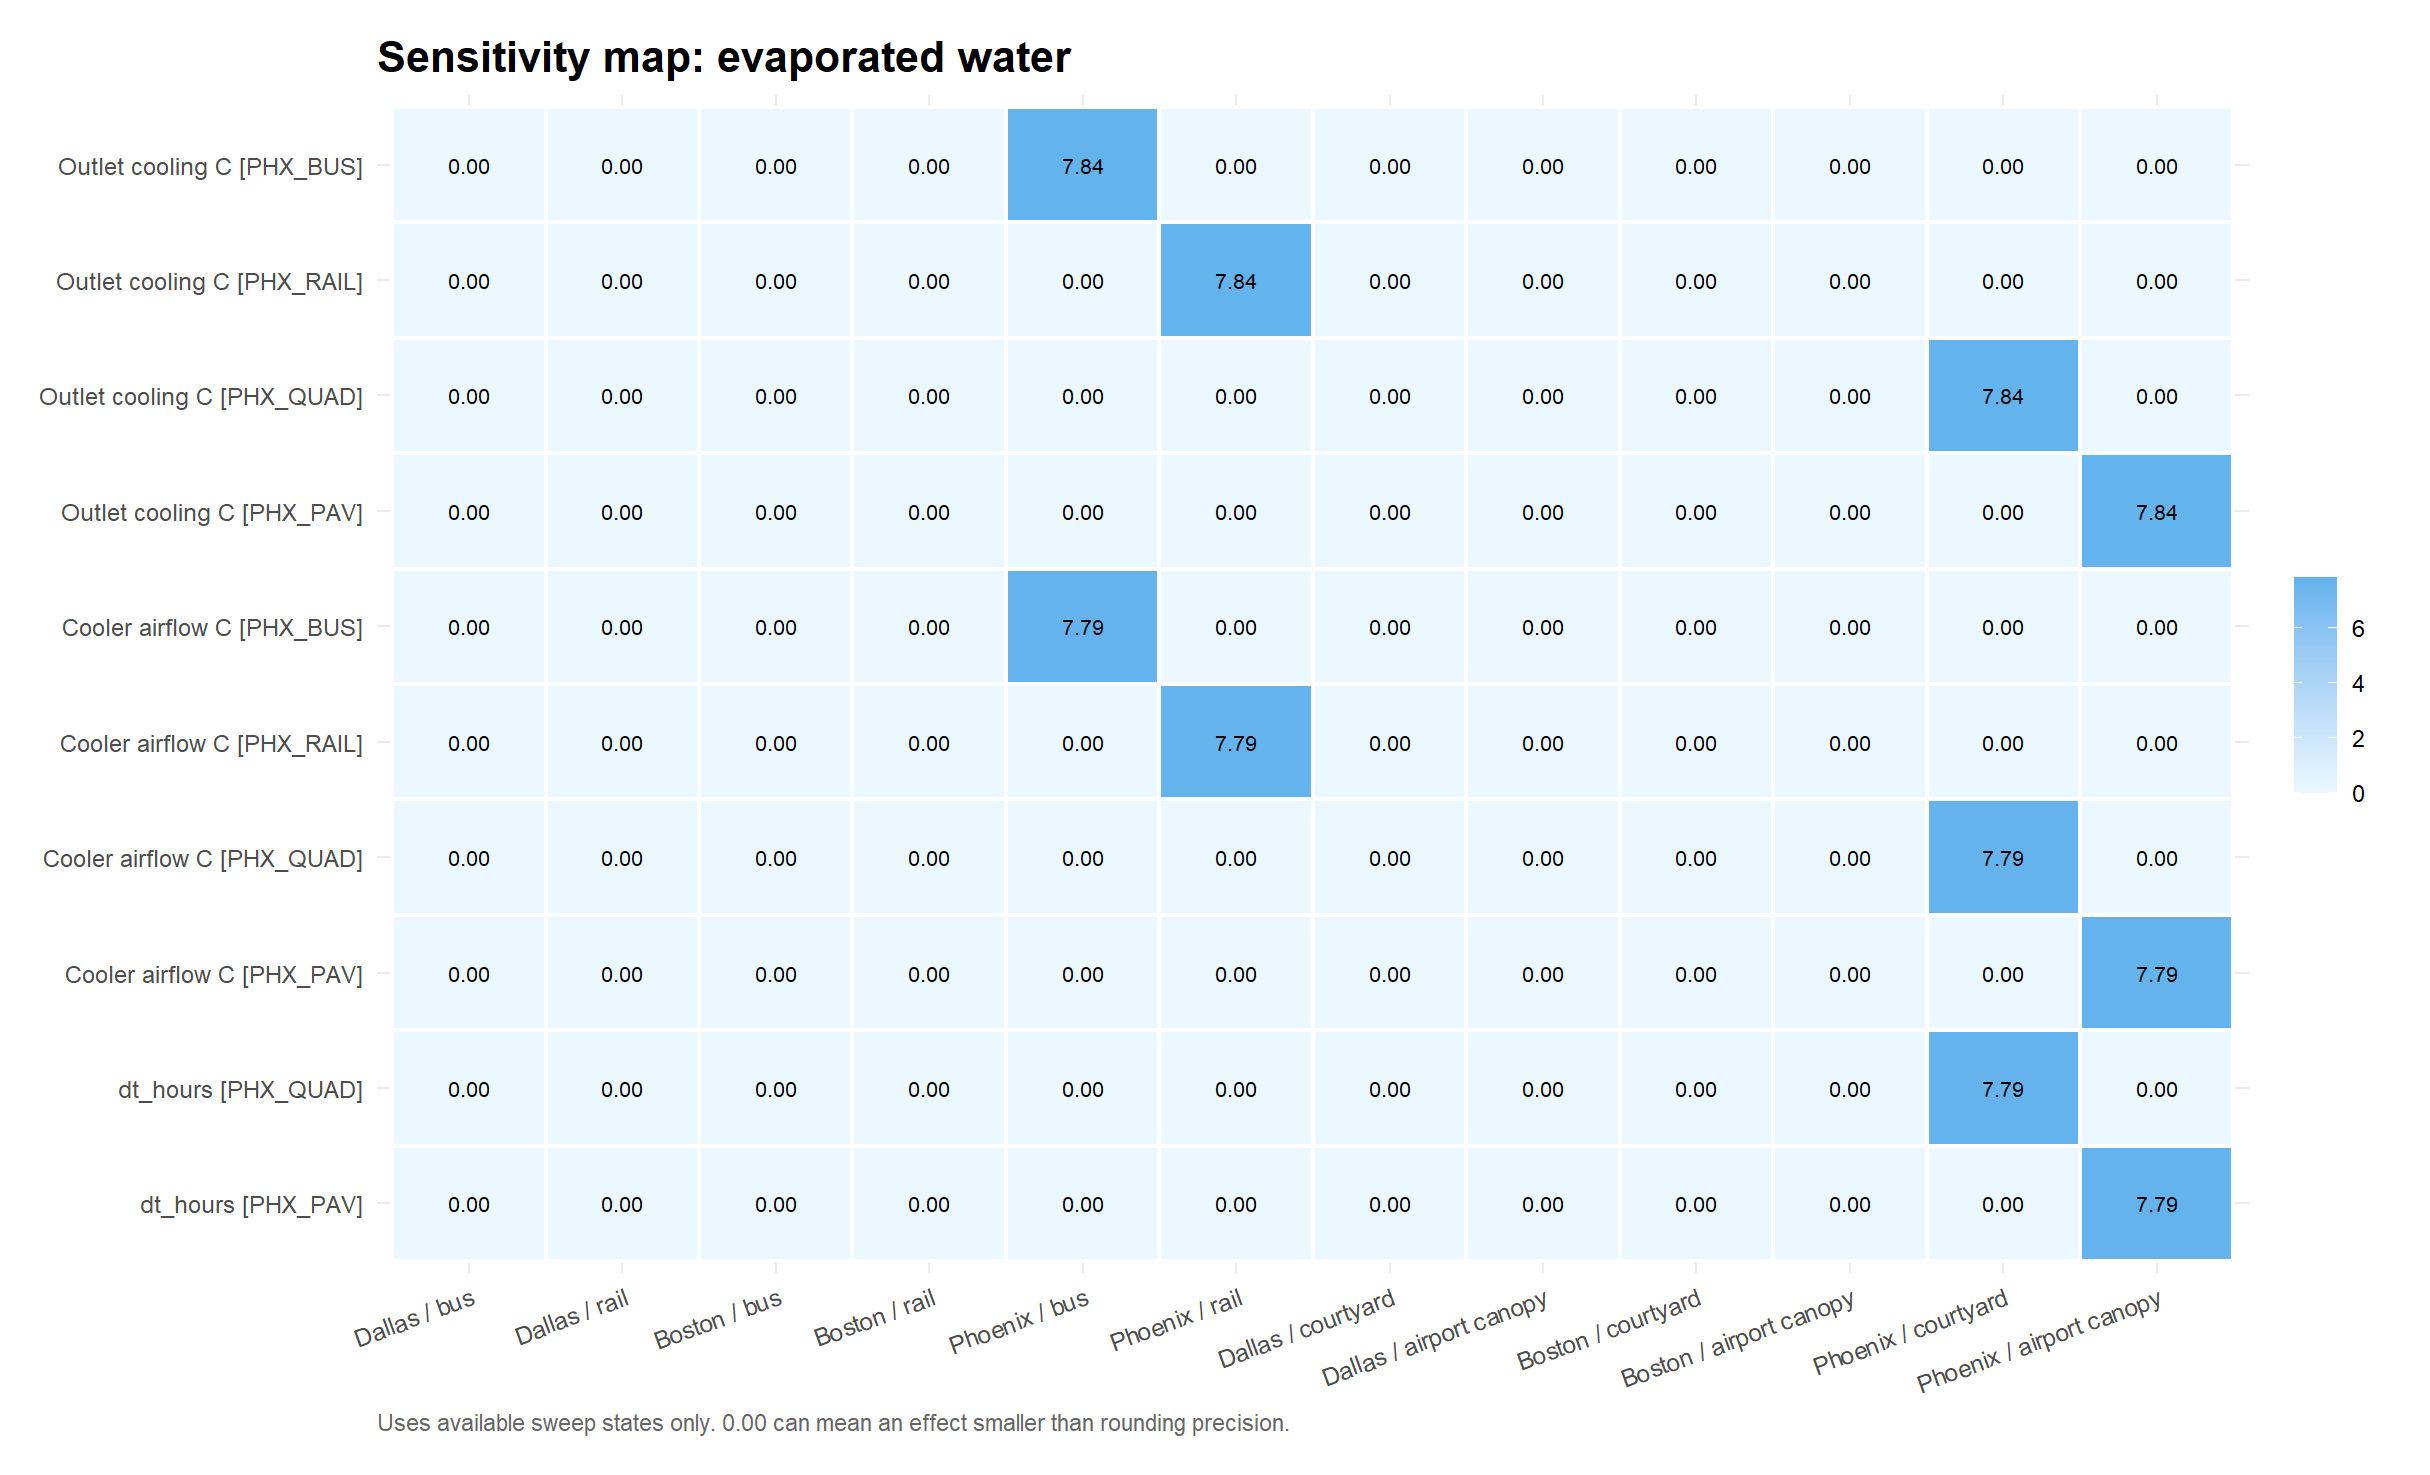 Sensitivity map: evaporated water
Outlet cooling C [PHX_BUS] 0.00 0.00 0.00 0.00 7.84 0.00 0.00 0.00 0.00 0.00 0.00 0.00
Outlet cooling C [PHX_RAIL] 0.00 0.00 0.00 0.00 0.00 7.84 0.00 0.00 0.00 0.00 0.00 0.00
Outlet cooling C [PHX_QUAD] 0.00 0.00 0.00 0.00 0.00 0.00 0.00 0.00 0.00 0.00 7.84 0.00
Outlet cooling C [PHX_PAV] 0.00 0.00 0.00 0.00 0.00 0.00 0.00 0.00 0.00 0.00 0.00 7.84
Cooler airflow C [PHX_BUS] 0.00 0.00 0.00 0.00 7.79 0.00 0.00 0.00 0.00 0.00 0.00 0.00
Cooler airflow C [PHX_RAIL] 0.00 0.00 0.00 0.00 0.00 7.79 0.00 0.00 0.00 0.00 0.00 0.00
Cooler airflow C [PHX_QUAD] 0.00 0.00 0.00 0.00 0.00 0.00 0.00 0.00 0.00 0.00 7.79 0.00
Cooler airflow C [PHX_PAV] 0.00 0.00 0.00 0.00 0.00 0.00 0.00 0.00 0.00 0.00 0.00 7.79
dt_hours [PHX_QUAD] 0.00 0.00 0.00 0.00 0.00 0.00 0.00 0.00 0.00 0.00 7.79 0.00
dt_hours [PHX_PAV] 0.00 0.00 0.00 0.00 0.00 0.00 0.00 0.00 0.00 0.00 0.00 7.79
6
4
2
0
Dallas / bus
Dallas / rail
Boston / bus
Boston / rail
Phoenix / bus
Phoenix / rail
Dallas / courtyard
Dallas / airport canopy
Boston / courtyard
Boston / airport canopy
Phoenix / courtyard
Phoenix / airport canopy
Uses available sweep states only. 0.00 can mean an effect smaller than rounding precision.